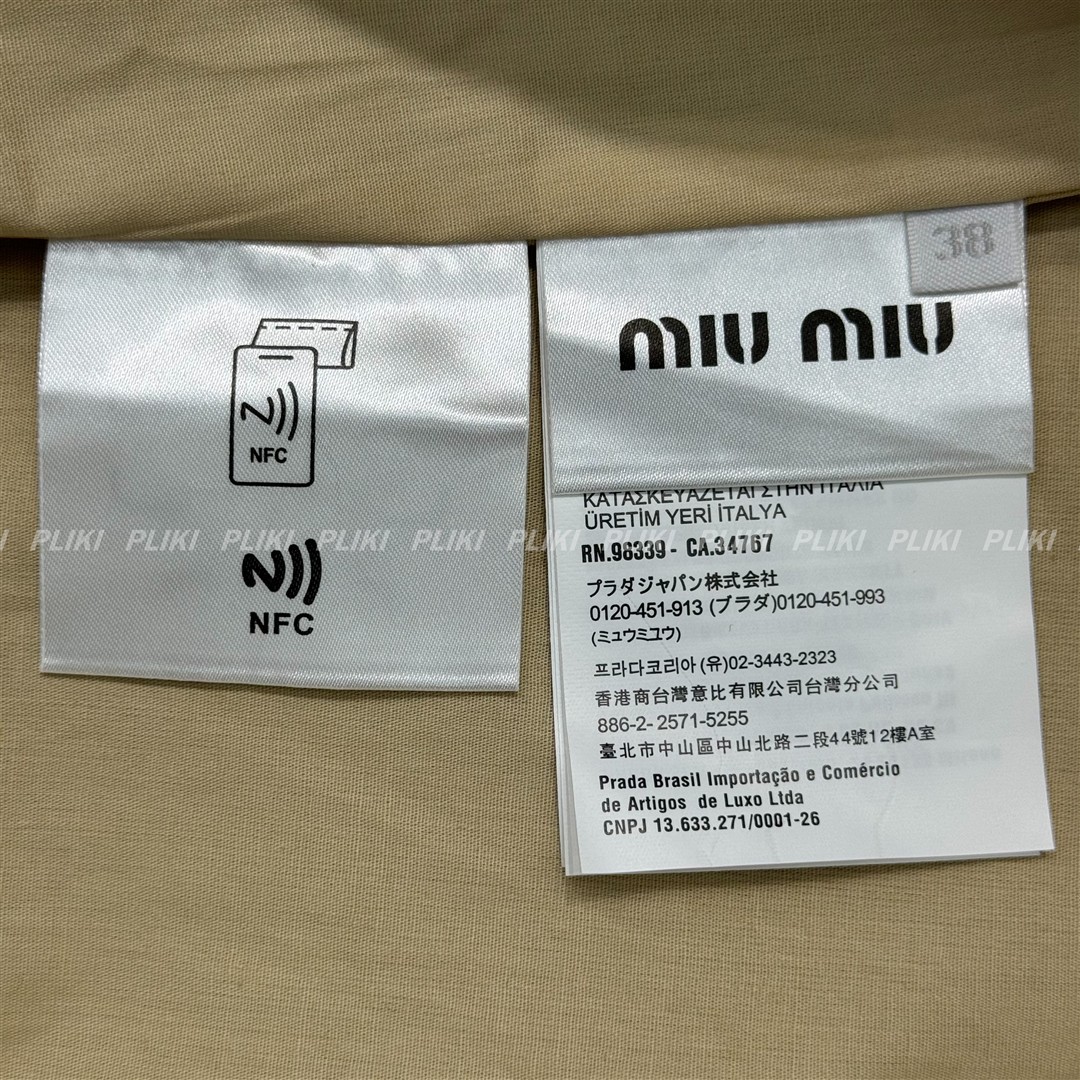 38
miu miu
NFC
NFC
ΚΑΤΑΣΚΕΥΑΖΕΤΑΙ ΣΤΗΝ ΙΤΑΛΙΑ
ÜRETİM YERİ İTALYA
RN.98339 - CA.34767
PLIKI PLIKI PLIKI PLIKI PLIKI PLIKI PLIKI PLIKI PLIKI PLIKI PLIKI
プラダジャパン株式会社
0120-451-913 (プラダ)0120-451-993
(ミュウミュウ)
프라다코리아 (유)02-3443-2323
香港商台灣意比有限公司台灣分公司
886-2- 2571-5255
臺北市中山區中山北路二段44號12樓A室
Prada Brasil Importação e Comércio
de Artigos de Luxo Ltda
CNPJ 13.633.271/0001-26